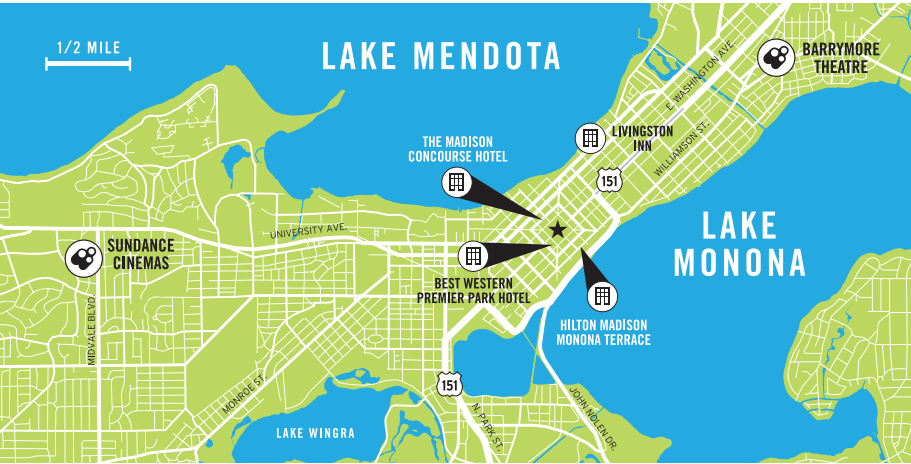 1/2 MILE
LAKE MENDOTA
BARRYMORE
THEATRE
E. WASHINGTON AVE.
LIVINGSTON
INN
WILLIAMSON ST.
THE MADISON
CONCOURSE HOTEL
151
LAKE
MONONA
UNIVERSITY AVE.
SUNDANCE
CINEMAS
BEST WESTERN
PREMIER PARK HOTEL
HILTON MADISON
MONONA TERRACE
MIDVALE BLVD.
MONROE ST.
151
N. PARK ST.
JOHN NOLEN DR.
LAKE WINGRA